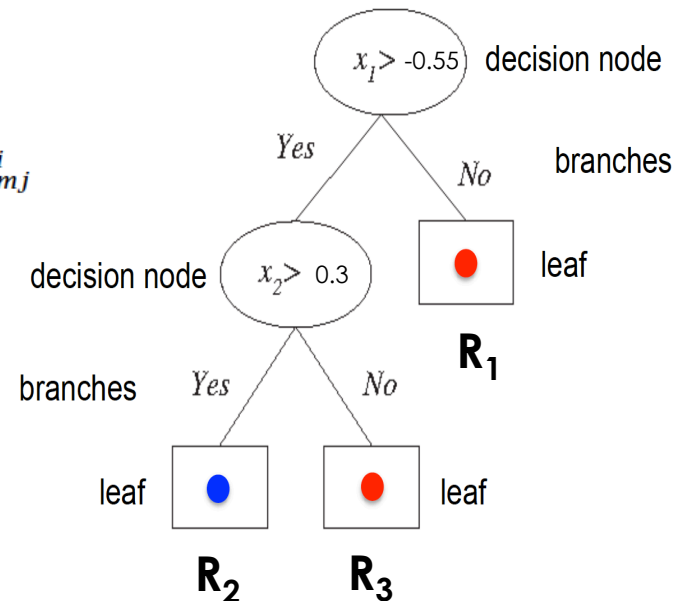 x₁> -0.55 decision node
Yes
No
branches
i
mj
decision node
x₂> 0.3
leaf
R₁
branches
Yes
No
leaf
leaf
R₂
R₃